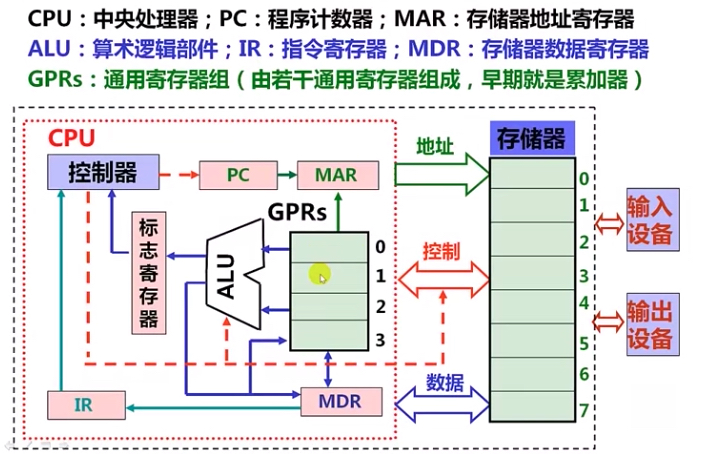 CPU：中央处理器；PC：程序计数器；MAR：存储器地址寄存器
ALU：算术逻辑部件；IR：指令寄存器；MDR：存储器数据寄存器
GPRs：通用寄存器组（由若干通用寄存器组成，早期就是累加器）
CPU
控制器
PC
MAR
地址
存储器
标志寄存器
ALU
GPRs
0
1
2
3
控制
0
1
2
3
4
5
6
7
输入
设备
输出
设备
IR
MDR
数据